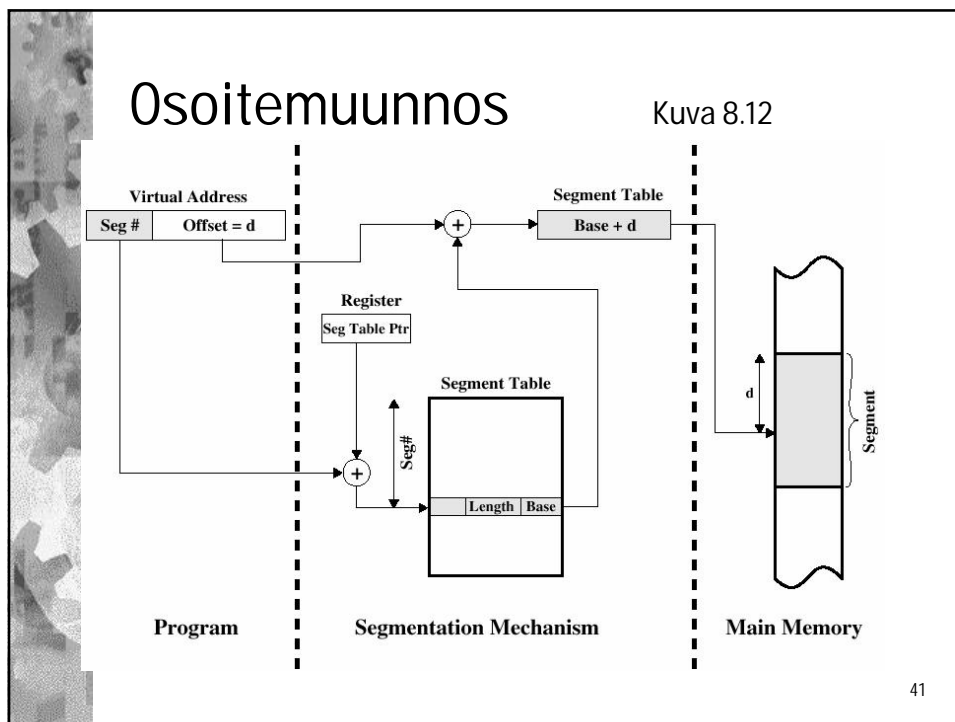 Osoitemuunnos
Kuva 8.12
Virtual Address
Seg #
Offset = d
Segment Table
Base + d
+
Register
Seg Table Ptr
Segment Table
Seg#
+
Length
Base
d
Segment
Program
Segmentation Mechanism
Main Memory
41